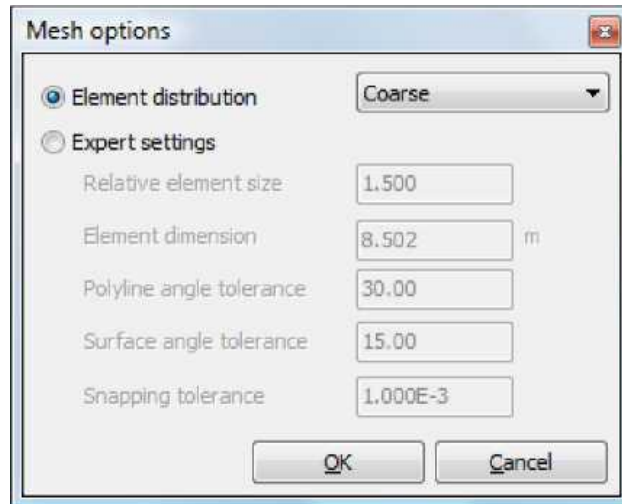 Mesh options
Element distribution Coarse
Expert settings
Relative element size 1.500
Element dimension 8.502 m
Polyline angle tolerance 30.00
Surface angle tolerance 15.00
Snapping tolerance 1.000E-3
OK Cancel